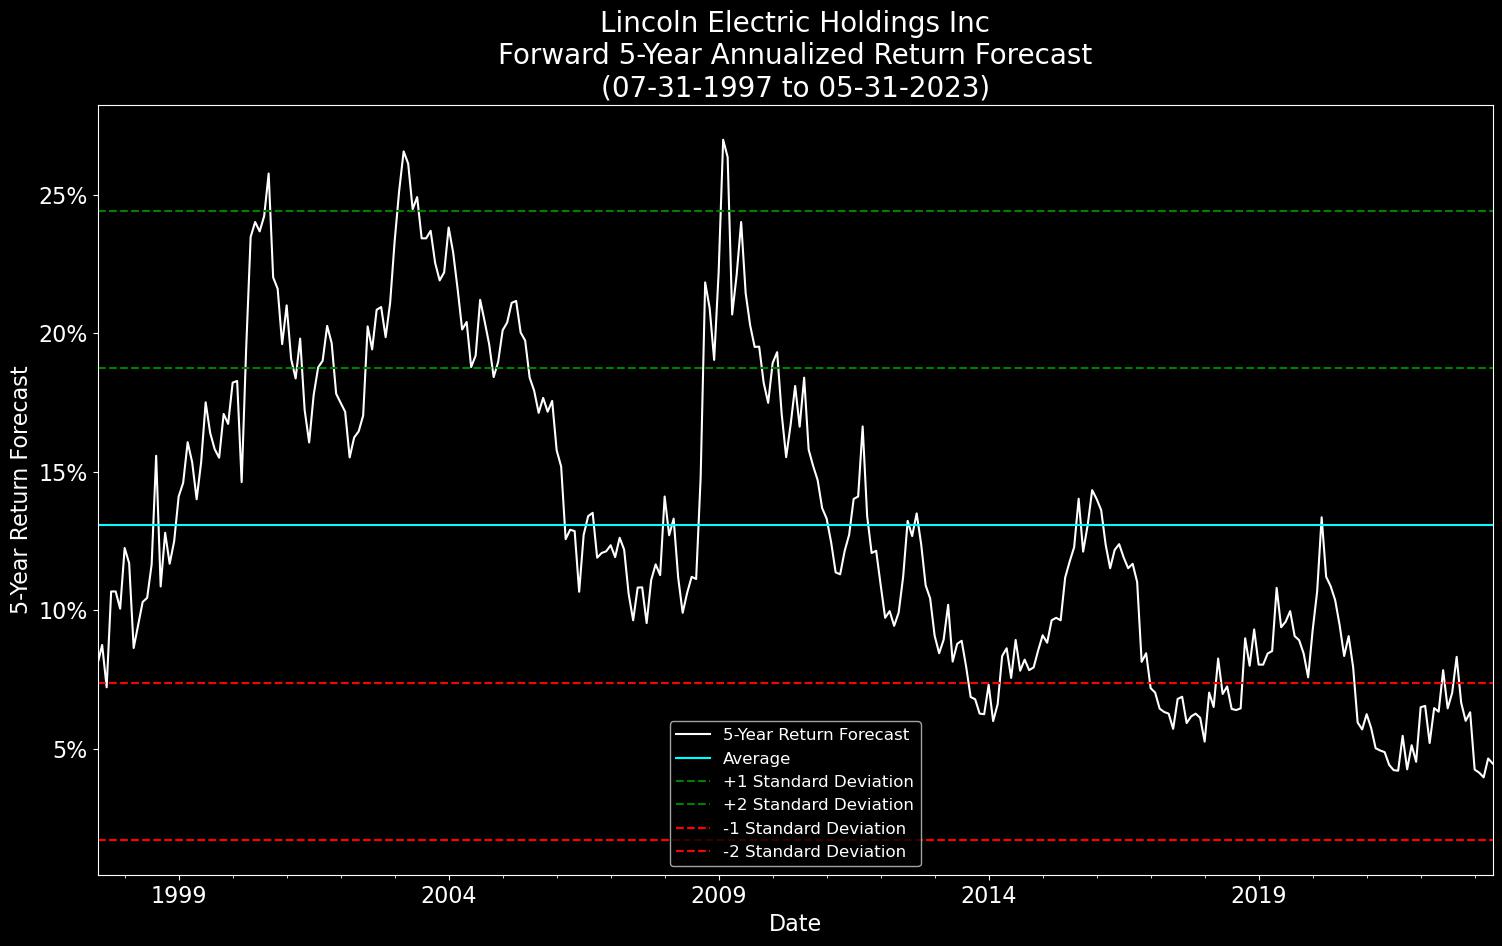 Lincoln Electric Holdings Inc
Forward 5-Year Annualized Return Forecast
(07-31-1997 to 05-31-2023)
5-Year Return Forecast
25%
20%
15%
10%
5%
5-Year Return Forecast
Average
+1 Standard Deviation
+2 Standard Deviation
-1 Standard Deviation
-2 Standard Deviation
1999
2004
2009
2014
2019
Date